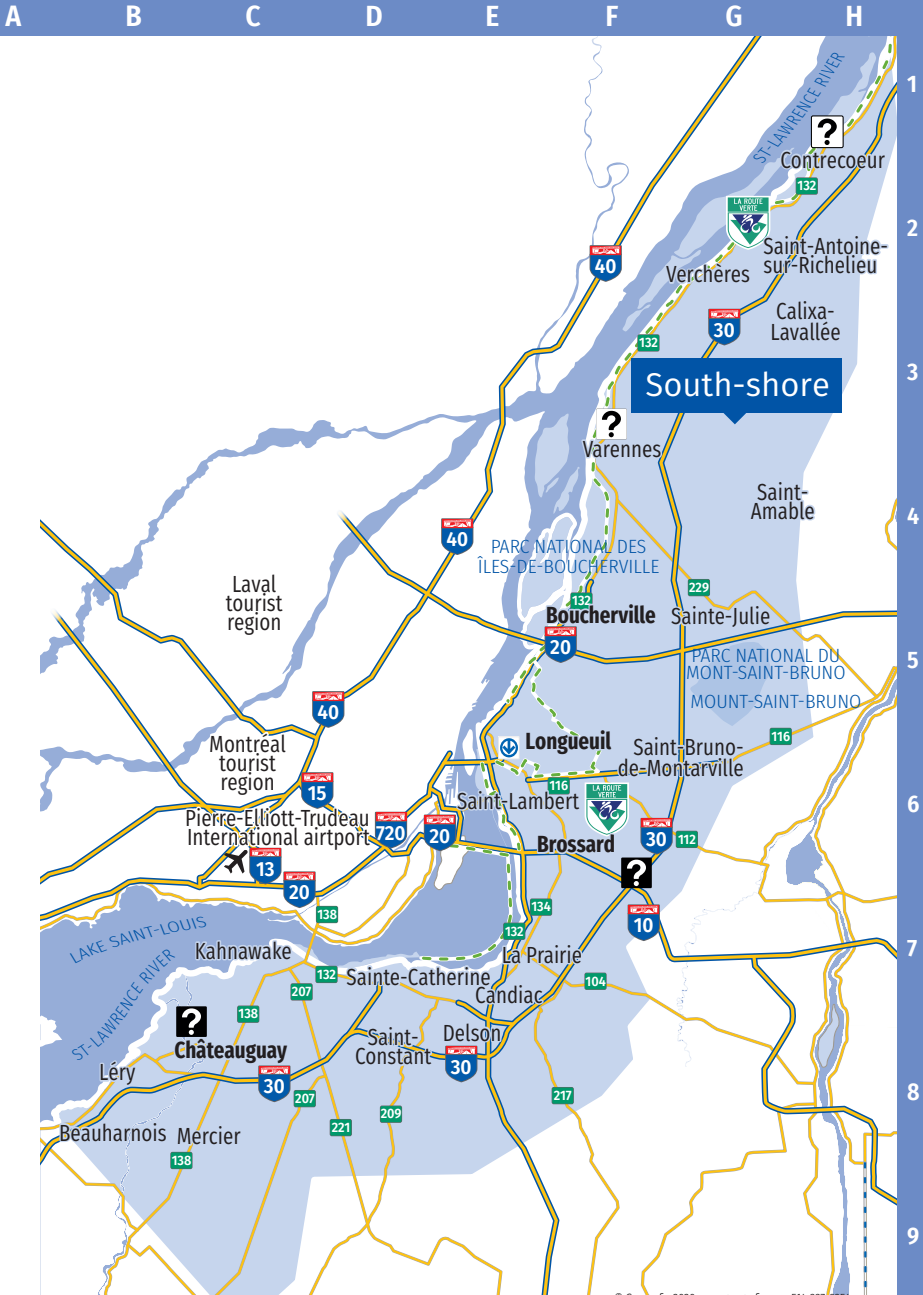 A B C D E F G H
1
ST-LAWRENCE RIVER
?
Contrecoeur
132
LA ROUTE
VERTE
2
Saint-Antoine-
sur-Richelieu
40
Verchères
Calixa-
Lavallée
30
132
3
South-shore
?
Varennes
Saint-
Amable
4
40
PARC NATIONAL DES
ÎLES-DE-BOUCHERVILLE
Laval
tourist
region
132
229
Boucherville
Sainte-Julie
20
5
PARC NATIONAL DU
MONT-SAINT-BRUNO
MOUNT-SAINT-BRUNO
40
116
Longueuil
Montréal
tourist
region
Saint-Bruno-
de-Montarville
15
116
LA ROUTE
VERTE
Saint-Lambert
6
Pierre-Elliott-Trudeau
International airtport
720
20
30
112
Brossard
13
?
20
138
134
10
132
LAKE SAINT-LOUIS
7
Kahnawake
La Prairie
132
Sainte-Catherine
104
207
Candiac
ST-LAWRENCE RIVER
138
?
Châteauguay
Saint-
Constant
Delson
30
Léry
30
8
207
217
209
221
Beauharnois
Mercier
138
9